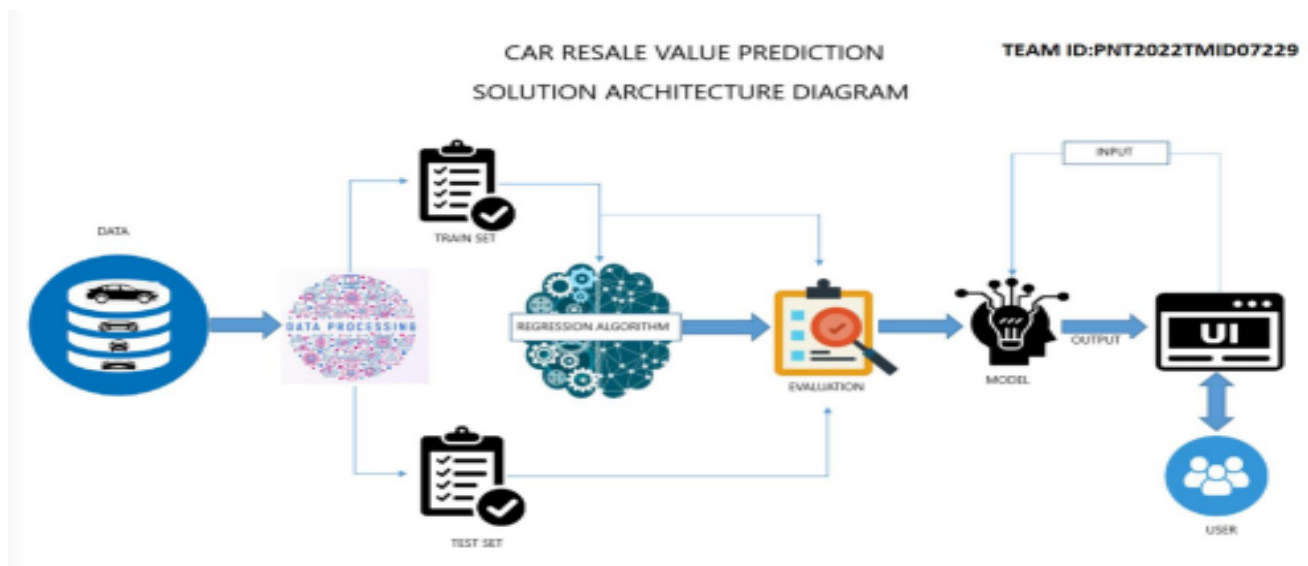 CAR RESALE VALUE PREDICTION
TEAM ID:PNT2022TMID07229
SOLUTION ARCHITECTURE DIAGRAM
INPUT
TRAIN SET
DATA
DATA PROCESSING
REGRESSION ALGORITHM
UI
OUTPUT
MODEL
EVALUATION
USER
TEST SET